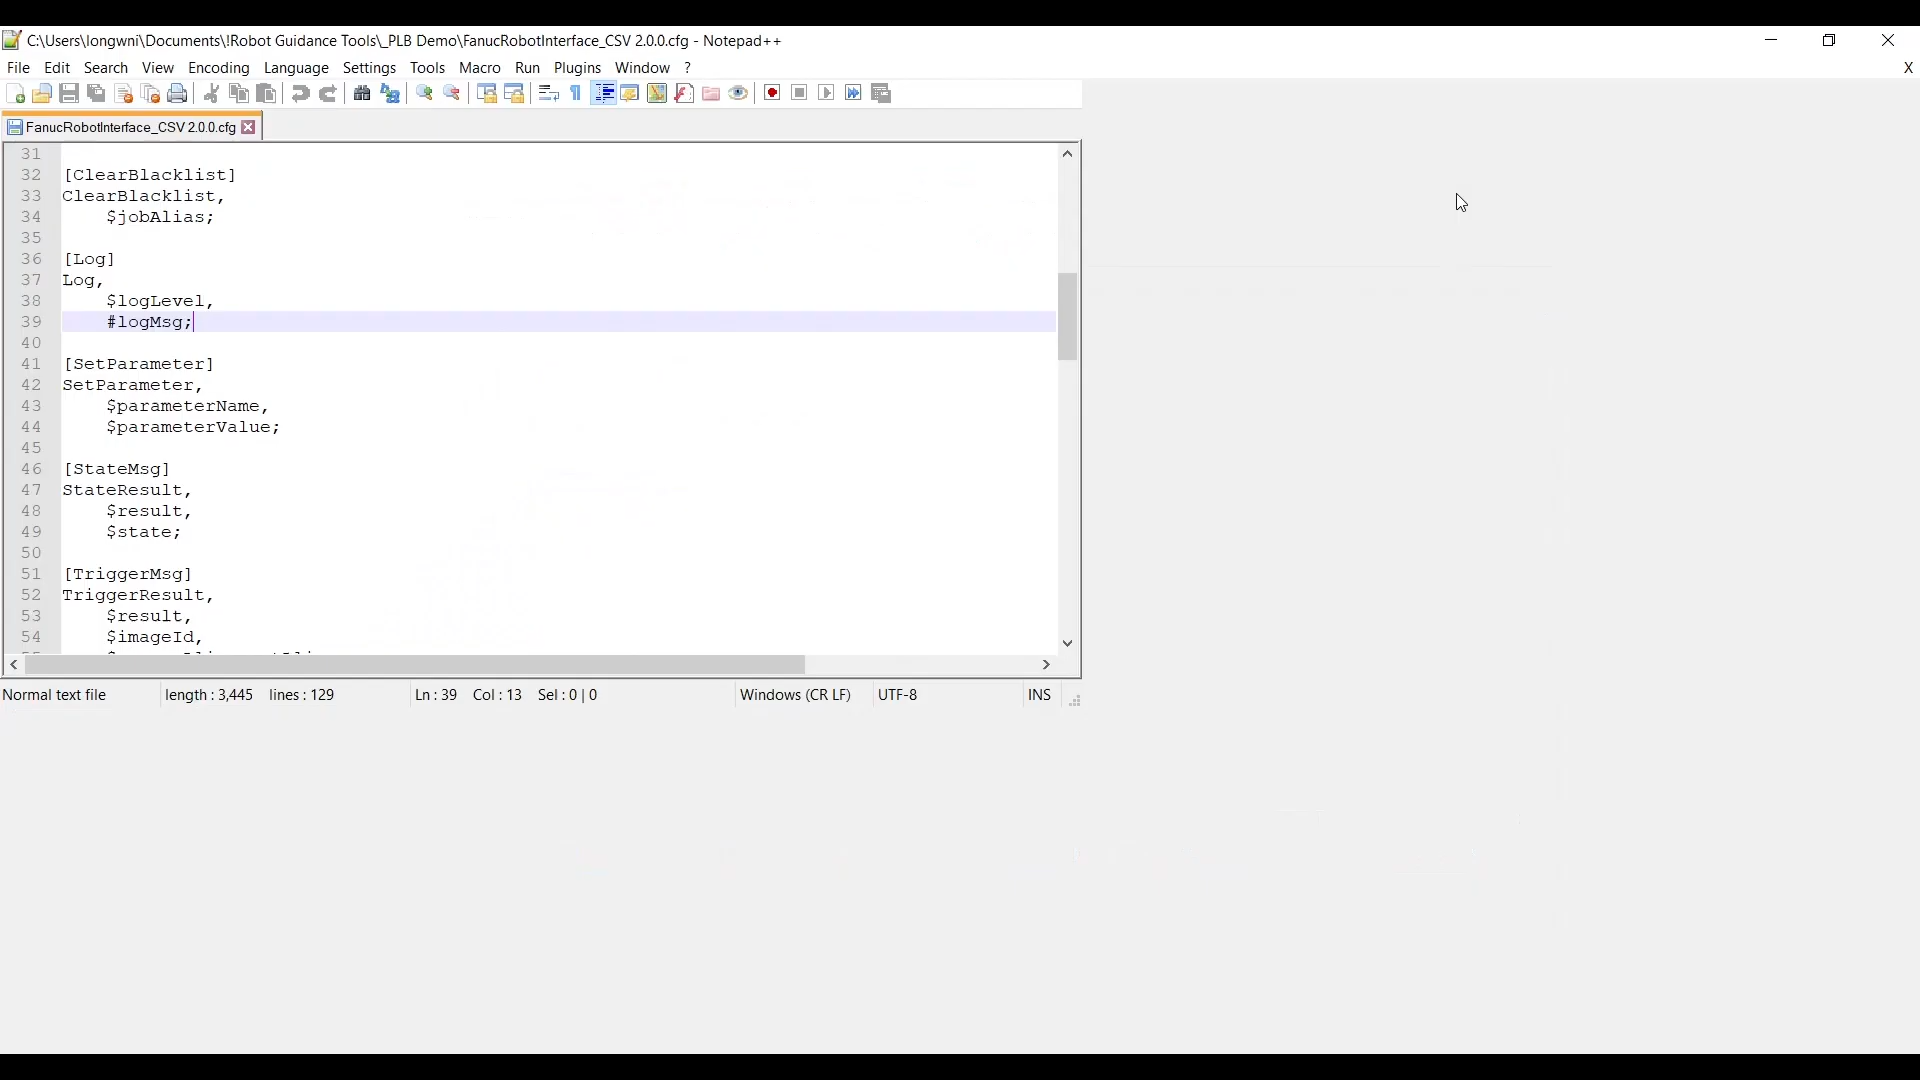 C:\Users\longwni\Documents\!Robot Guidance Tools\_PLB Demo\FanucRobotInterface_CSV 2.0.0.cfg - Notepad++
File Edit Search View Encoding Language Settings Tools Macro Run Plugins Window ? X
FanucRobotInterface_CSV 2.0.0.cfg
31
32 [ClearBlacklist]
33 ClearBlacklist,
34 $jobAlias;
35
36 [Log]
37 Log,
38 $logLevel,
39 #logMsg;
40
41 [SetParameter]
42 SetParameter,
43 $parameterName,
44 $parameterValue;
45
46 [StateMsg]
47 StateResult,
48 $result,
49 $state;
50
51 [TriggerMsg]
52 TriggerResult,
53 $result,
54 $imageId,
Normal text file length : 3,445 lines : 129 Ln : 39 Col : 13 Sel : 0 | 0 Windows (CR LF) UTF-8 INS